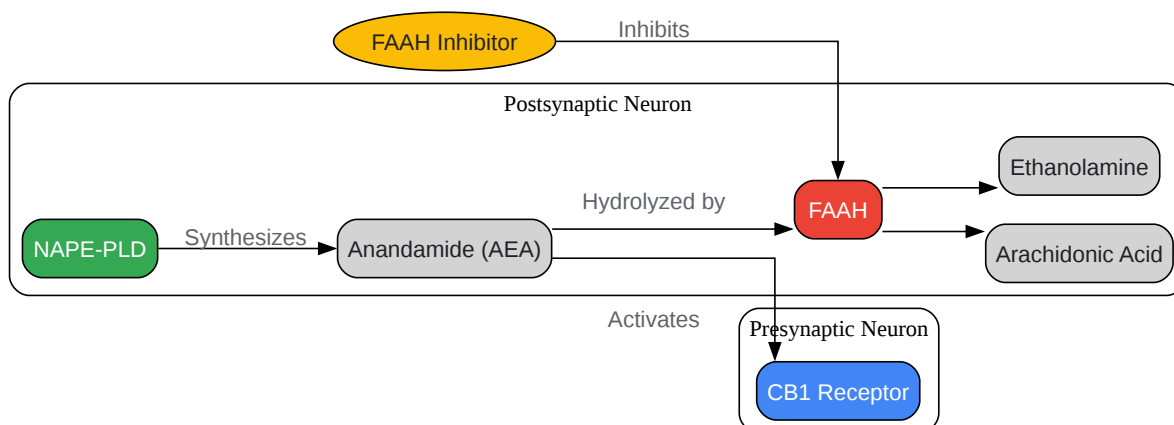 FAAH Inhibitor
Inhibits
Postsynaptic Neuron
Ethanolamine
Hydrolyzed by
FAAH
NAPE-PLD
Synthesizes
Anandamide (AEA)
Arachidonic Acid
Activates
Presynaptic Neuron
CB1 Receptor